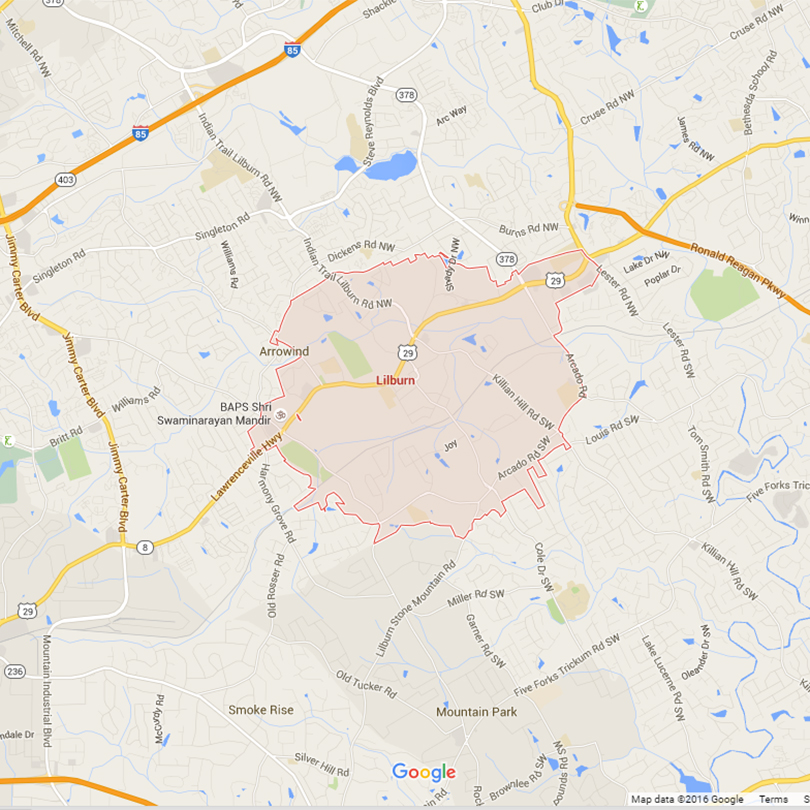 378
Shackle
Club Dr
Mitchell Rd NW
85
Cruse Rd NW
Bethesda School Rd
378
Arc Way
Cruse Rd NW
85
Indian Trail Lilburn Rd NW
Steve Reynolds Blvd
James Rd NW
403
Singleton Rd
Burns Rd NW
Winn
Jimmy Carter Blvd
Singleton Rd
Williams Rd
Indian Trail Lilburn Rd NW
Dickens Rd NW
378
Ronald Reagan Pkwy
Lake Dr NW
Poplar Dr
29
Lester Rd NW
Lester Rd SW
Jimmy Carter Blvd
Arrowind
29
Arcado Rd
Lilburn
Killian Hill Rd SW
Williams Rd
BAPS Shri
Swaminarayan Mandir
Britt Rd
Lawrenceville Hwy
Joy
Arcado Rd SW
Louis Rd SW
Tom Smith Rd SW
Jimmy Carter Blvd
Harmony Grove Rd
Five Forks Trick
8
Old Rosser Rd
Cole Dr SW
Killian Hill Rd SW
29
Lilburn Stone Mountain Rd
Miller Rd SW
Garner Rd SW
Mountain Industrial Blvd
236
Old Tucker Rd
Five Forks Trickum Rd SW
Lake Lucerne Rd SW
Oleander Dr SW
McCurdy Rd
Smoke Rise
Mountain Park
ndale Dr
Silver Hill Rd
Google
Brownlee Rd SW
ounds Rd SW
Rock
in Rd
Map data ©2016 Google
Terms